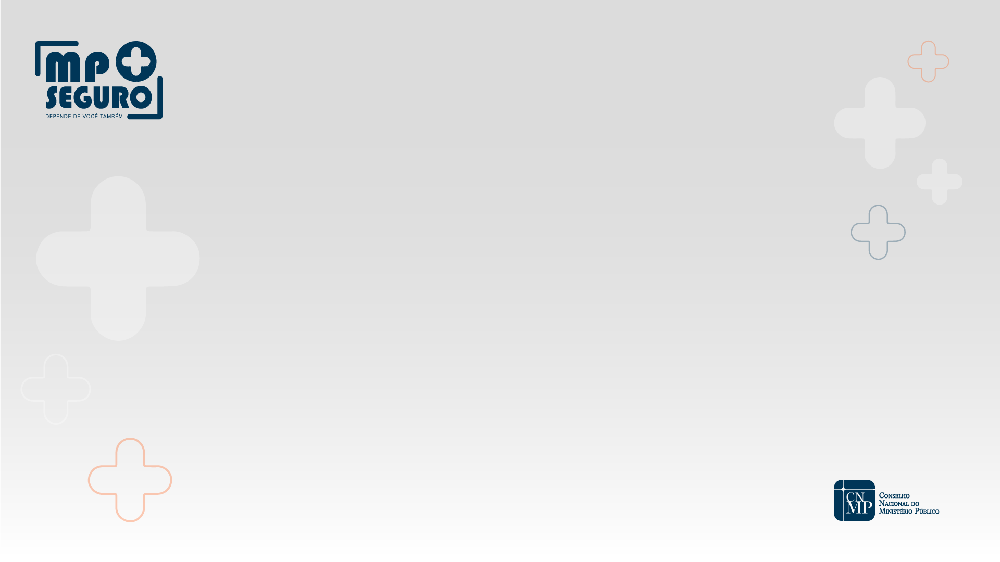 MP
SEGURO
DEPENDE DE VOCÊ TAMBÉM
CN
MP
CONSELHO
NACIONAL DO
MINISTÉRIO PÚBLICO